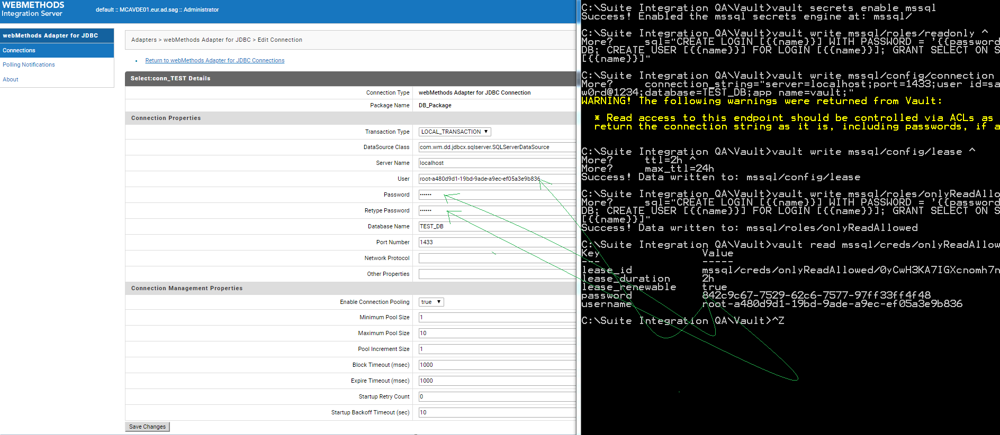 WEBMETHODS
Integration Server
default :: MCAVDE01.eur.ad.sag :: Administrator
webMethods Adapter for JDBC
Connections
Polling Notifications
About
Adapters > webMethods Adapter for JDBC > Edit Connection
Return to webMethods Adapter for JDBC Connections
Select:conn_TEST Details
Connection Type webMethods Adapter for JDBC Connection
Package Name DB_Package
Connection Properties
Transaction Type LOCAL_TRANSACTION
DataSource Class com.wm.dd.jdbcx.sqlserver.SQLServerDataSource
Server Name localhost
User root-a480d9d1-19bd-9ade-a9ec-ef05a3e9b836
Password ••••••
Retype Password ••••••
Database Name TEST_DB
Port Number 1433
Network Protocol
Other Properties
Connection Management Properties
Enable Connection Pooling true
Minimum Pool Size 1
Maximum Pool Size 10
Pool Increment Size 1
Block Timeout (msec) 1000
Expire Timeout (msec) 1000
Startup Retry Count 0
Startup Backoff Timeout (sec) 10
Save Changes
C:\Suite Integration QA\Vault>vault secrets enable mssql
Success! Enabled the mssql secrets engine at: mssql/
C:\Suite Integration QA\Vault>vault write mssql/roles/readonly ^
More? sql="CREATE LOGIN [{{name}}] WITH PASSWORD = '{{password
DB; CREATE USER [{{name}}] FOR LOGIN [{{name}}]; GRANT SELECT ON S
[{{name}}]"
C:\Suite Integration QA\Vault>vault write mssql/config/connection
More? connection_string="server=localhost;port=1433;user id=sa
w0rd@1234;database=TEST_DB;app name=vault;"
WARNING! The following warnings were returned from Vault:
* Read access to this endpoint should be controlled via ACLs as
return the connection string as it is, including passwords, if a
C:\Suite Integration QA\Vault>vault write mssql/config/lease ^
More? ttl=2h ^
More? max_ttl=24h
Success! Data written to: mssql/config/lease
C:\Suite Integration QA\Vault>vault write mssql/roles/onlyReadAllo
More? sql="CREATE LOGIN [{{name}}] WITH PASSWORD = '{{password
DB; CREATE USER [{{name}}] FOR LOGIN [{{name}}]; GRANT SELECT ON S
[{{name}}]"
Success! Data written to: mssql/roles/onlyReadAllowed
C:\Suite Integration QA\Vault>vault read mssql/creds/onlyReadAllow
Key Value
--- -----
lease_id mssql/creds/onlyReadAllowed/0yCwH3KA7IGXcnomh7n
lease_duration 2h
lease_renewable true
password 842c9c67-7529-62c6-7577-97ff33ff4f48
username root-a480d9d1-19bd-9ade-a9ec-ef05a3e9b836
C:\Suite Integration QA\Vault>^Z